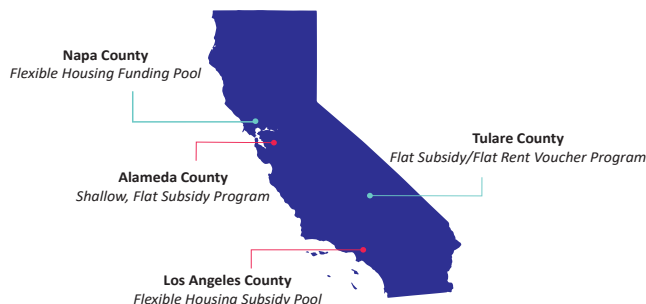 Napa County
Flexible Housing Funding Pool
Tulare County
Flat Subsidy/Flat Rent Voucher Program
Alameda County
Shallow, Flat Subsidy Program
Los Angeles County
Flexible Housing Subsidy Pool